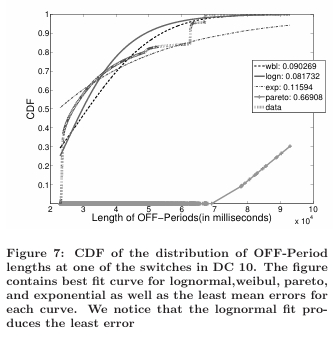 1
0.9
0.8
0.7
0.6
0.5
0.4
0.3
0.2
0.1
CDF
wbl: 0.090269
logn: 0.081732
exp: 0.11594
pareto: 0.66908
data
2 3 4 5 6 7 8 9 10
Length of OFF−Periods(in milliseconds)
x 10⁴
Figure 7: CDF of the distribution of OFF-Period
lengths at one of the switches in DC 10. The figure
contains best fit curve for lognormal,weibul, pareto,
and exponential as well as the least mean errors for
each curve. We notice that the lognormal fit pro-
duces the least error